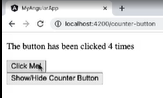 MyAngularApp
localhost:4200/counter-button
The button has been clicked 4 times
Click Me!
Show/Hide Counter Button